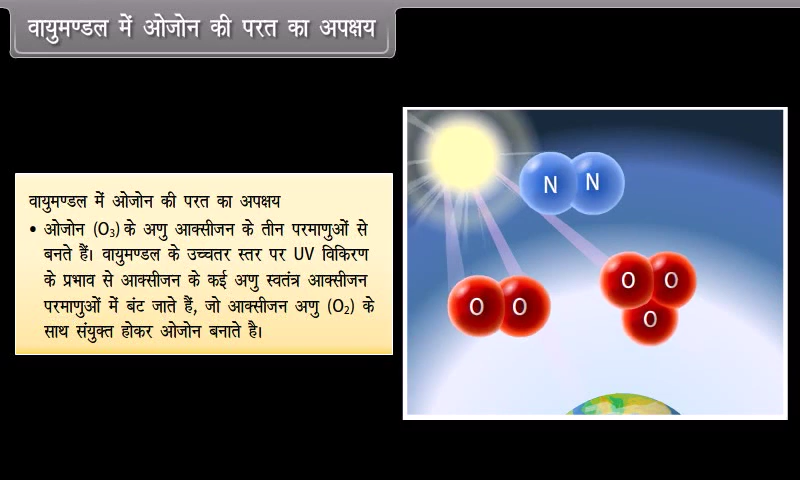 वायुमण्डल में ओजोन की परत का अपक्षय
वायुमण्डल में ओजोन की परत का अपक्षय
• ओजोन (O₃) के अणु आक्सीजन के तीन परमाणुओं से
बनते हैं। वायुमण्डल के उच्चतर स्तर पर UV विकिरण
के प्रभाव से आक्सीजन के कई अणु स्वतंत्र आक्सीजन
परमाणुओं में बंट जाते हैं, जो आक्सीजन अणु (O₂) के
साथ संयुक्त होकर ओजोन बनाते है।
N N
O O
O O
O